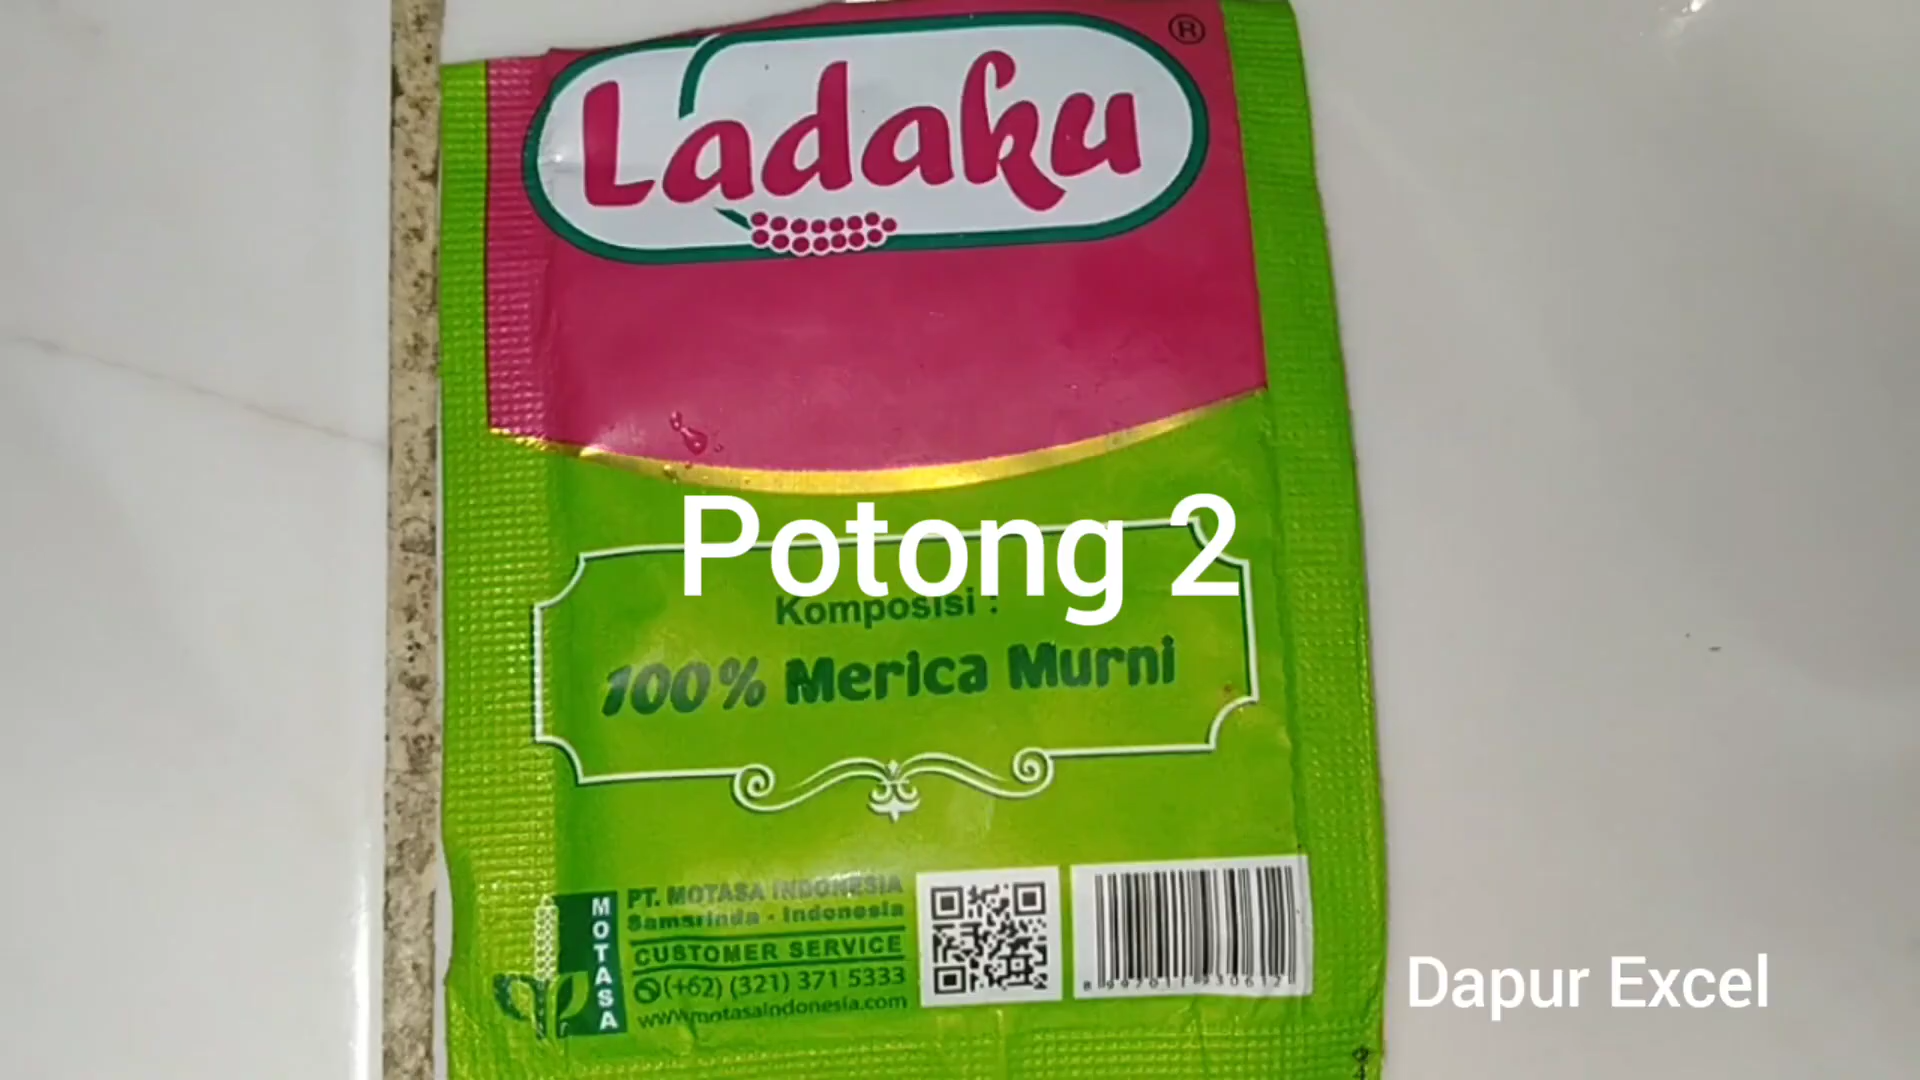 Ladaku
®
Potong 2
Komposisi :
100% Merica Murni
MOTASA
PT. MOTASA INDONESIA
Samarinda - Indonesia
CUSTOMER SERVICE
(+62) (321) 371 5333
www.motasaindonesia.com
Dapur Excel